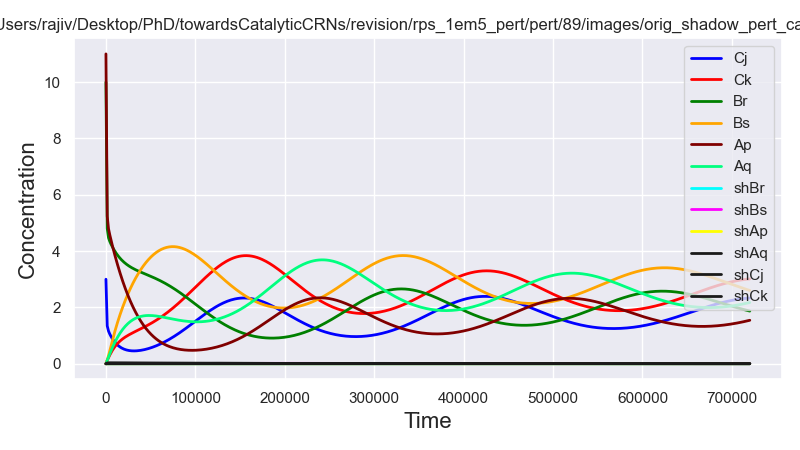 Users/rajiv/Desktop/PhD/towardsCatalyticCRNs/revision/rps_1em5_pert/pert/89/images/orig_shadow_pert_ca
Concentration
10
8
6
4
2
0
0 100000 200000 300000 400000 500000 600000 700000
Time
Cj
Ck
Br
Bs
Ap
Aq
shBr
shBs
shAp
shAq
shCj
shCk